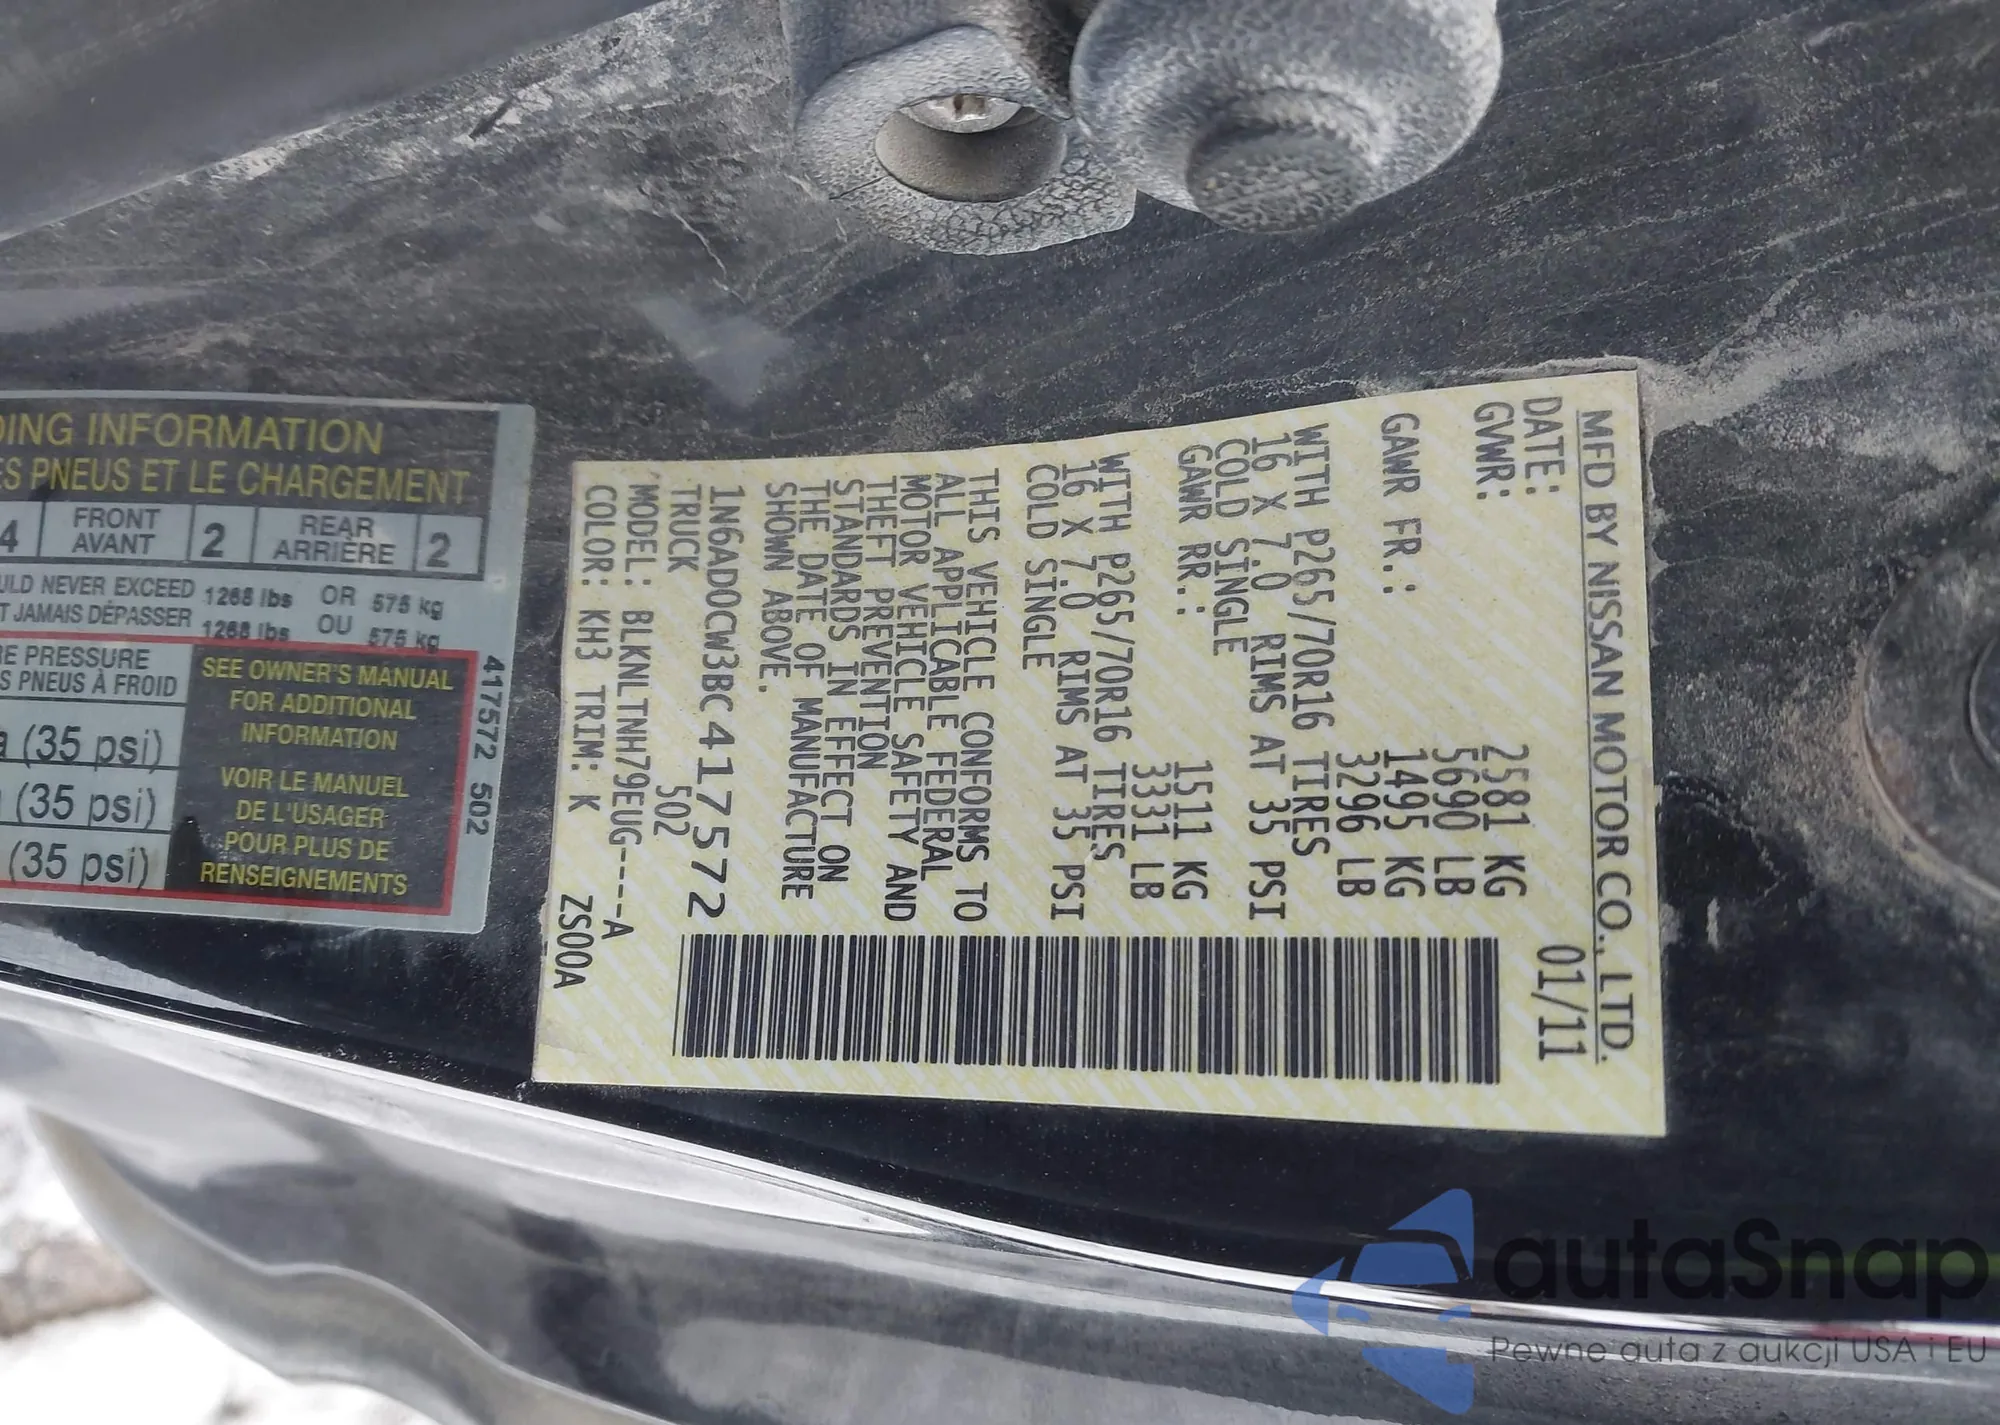 MFD BY NISSAN MOTOR CO., LTD.
DATE: 01/11
GVWR: 2581 KG
5690 LB
GAWR FR.: 1495 KG
3296 LB
WITH P265/70R16 TIRES
16 X 7.0 RIMS AT 35 PSI
COLD SINGLE
GAWR RR.: 1511 KG
3331 LB
WITH P265/70R16 TIRES
16 X 7.0 RIMS AT 35 PSI
COLD SINGLE
THIS VEHICLE CONFORMS TO
ALL APPLICABLE FEDERAL
MOTOR VEHICLE SAFETY AND
THEFT PREVENTION
STANDARDS IN EFFECT ON
THE DATE OF MANUFACTURE
SHOWN ABOVE.
1N6AD0CW3BC417572
TRUCK 502
MODEL: BLKNLTNH79EUG----A
COLOR: KH3 TRIM: K ZS00A
DING INFORMATION
ES PNEUS ET LE CHARGEMENT
4 FRONT AVANT 2 REAR ARRIÈRE 2
ULD NEVER EXCEED 1268 lbs OR 575 kg
T JAMAIS DÉPASSER 1268 lbs OU 575 kg
RE PRESSURE
S PNEUS À FROID
a (35 psi)
(35 psi)
(35 psi)
SEE OWNER'S MANUAL
FOR ADDITIONAL
INFORMATION
VOIR LE MANUEL
DE L'USAGER
POUR PLUS DE
RENSEIGNEMENTS
417572 502
autaSnap
Pewne auta z aukcji USA i EU